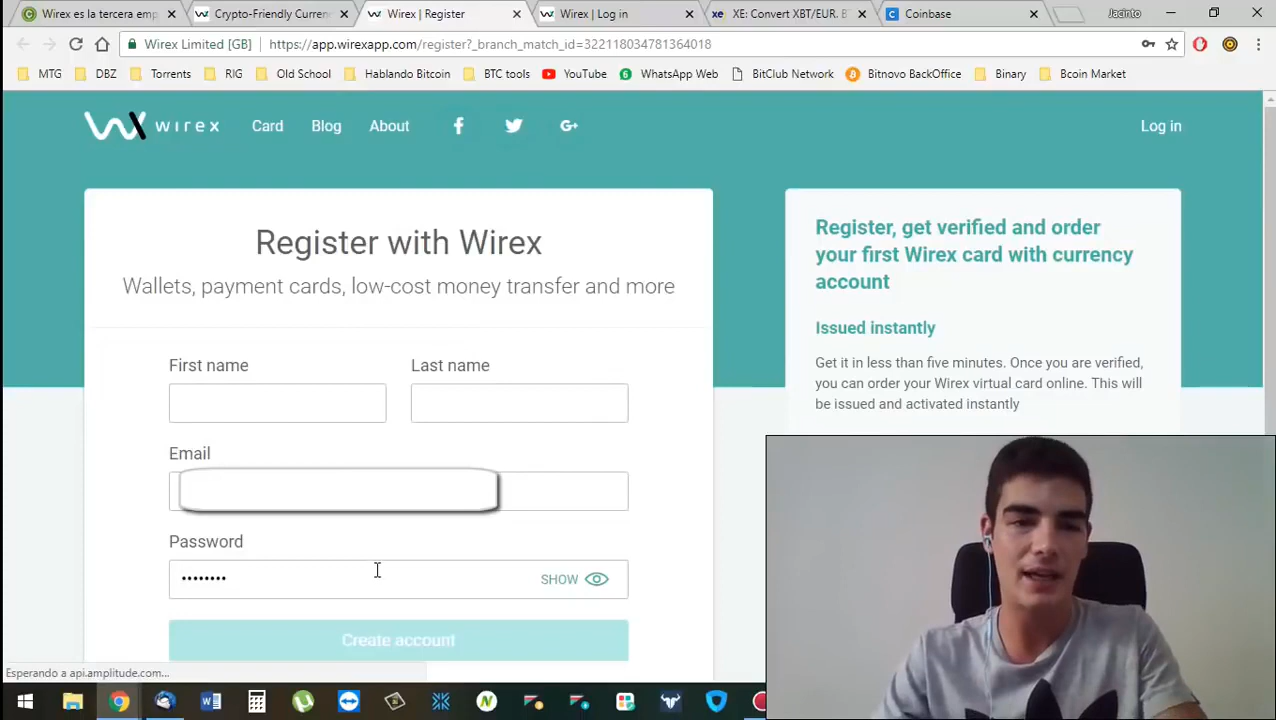 Wirex es la tercera emp
Crypto-Friendly Currenc
Wirex | Register
Wirex | Log in
XE: Convert XBT/EUR. B
Coinbase
Jacinto
Wirex Limited [GB]
https://app.wirexapp.com/register?_branch_match_id=322118034781364018
MTG
DBZ
Torrents
RIG
Old School
Hablando Bitcoin
BTC tools
YouTube
WhatsApp Web
BitClub Network
Bitnovo BackOffice
Binary
Bcoin Market
wirex
Card
Blog
About
Log in
Register with Wirex
Wallets, payment cards, low-cost money transfer and more
First name
Last name
Email
Password
••••••••
SHOW
Create account
Register, get verified and order
your first Wirex card with currency
account
Issued instantly
Get it in less than five minutes. Once you are verified,
you can order your Wirex virtual card online. This will
be issued and activated instantly
Esperando a api.amplitude.com...